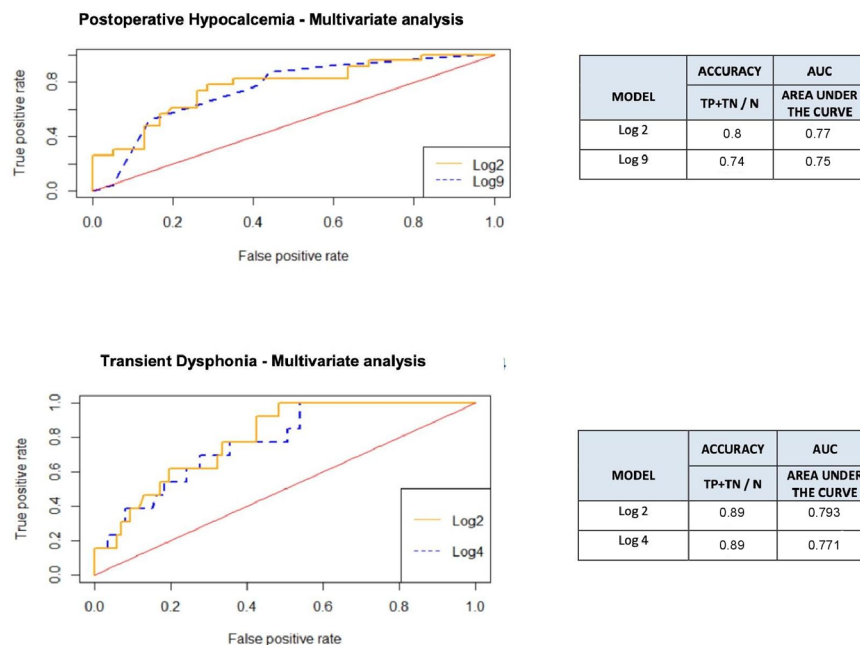 Postoperative Hypocalcemia - Multivariate analysis
True positive rate
0.0 0.4 0.8
Log2
Log9
0.0 0.2 0.4 0.6 0.8 1.0
False positive rate
MODEL ACCURACY AUC
TP+TN / N AREA UNDER THE CURVE
Log 2 0.8 0.77
Log 9 0.74 0.75
Transient Dysphonia - Multivariate analysis
True positive rate
0.0 0.2 0.4 0.6 0.8 1.0
Log2
Log4
0.0 0.2 0.4 0.6 0.8 1.0
False positive rate
MODEL ACCURACY AUC
TP+TN / N AREA UNDER THE CURVE
Log 2 0.89 0.793
Log 4 0.89 0.771